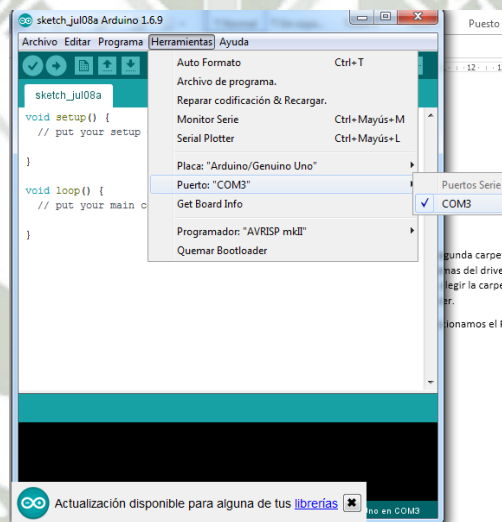 sketch_jul08a Arduino 1.6.9
Puesto
Archivo Editar Programa Herramientas Ayuda
sketch_jul08a
void setup() {
// put your setup
}
void loop() {
// put your main c
}
Auto Formato Ctrl+T
Archivo de programa.
Reparar codificación & Recargar.
Monitor Serie Ctrl+Mayús+M
Serial Plotter Ctrl+Mayús+L
Placa: "Arduino/Genuino Uno"
Puerto: "COM3"
Get Board Info
Programador: "AVRISP mkII"
Quemar Bootloader
Puertos Serie
COM3
12
gunda carpe
mas del drive
legir la carpe
er.
ionamos el
Actualización disponible para alguna de tus librerías
no en COM3